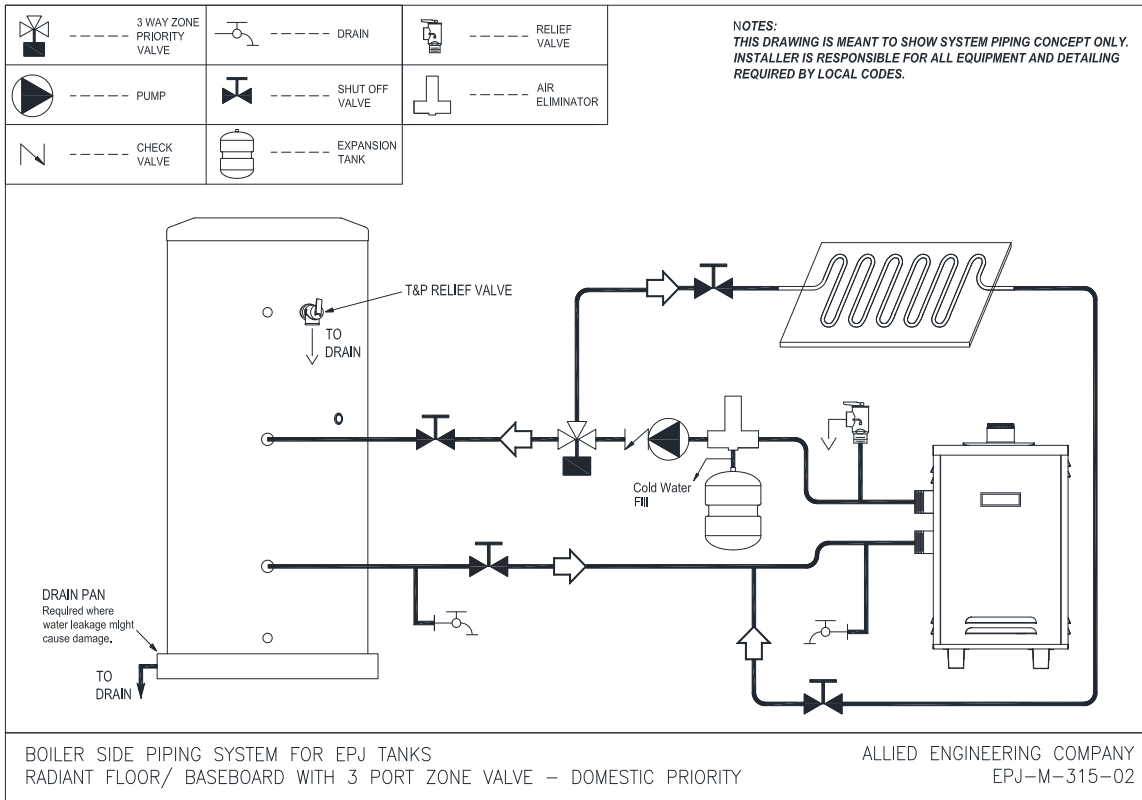 3 WAY ZONE
PRIORITY
VALVE
DRAIN
RELIEF
VALVE
PUMP
SHUT OFF
VALVE
AIR
ELIMINATOR
CHECK
VALVE
EXPANSION
TANK
NOTES:
THIS DRAWING IS MEANT TO SHOW SYSTEM PIPING CONCEPT ONLY.
INSTALLER IS RESPONSIBLE FOR ALL EQUIPMENT AND DETAILING
REQUIRED BY LOCAL CODES.
T&P RELIEF VALVE
TO
DRAIN
Cold Water
Fill
DRAIN PAN
Required where
water leakage might
cause damage.
TO
DRAIN
BOILER SIDE PIPING SYSTEM FOR EPJ TANKS
RADIANT FLOOR/ BASEBOARD WITH 3 PORT ZONE VALVE – DOMESTIC PRIORITY
ALLIED ENGINEERING COMPANY
EPJ–M–315–02